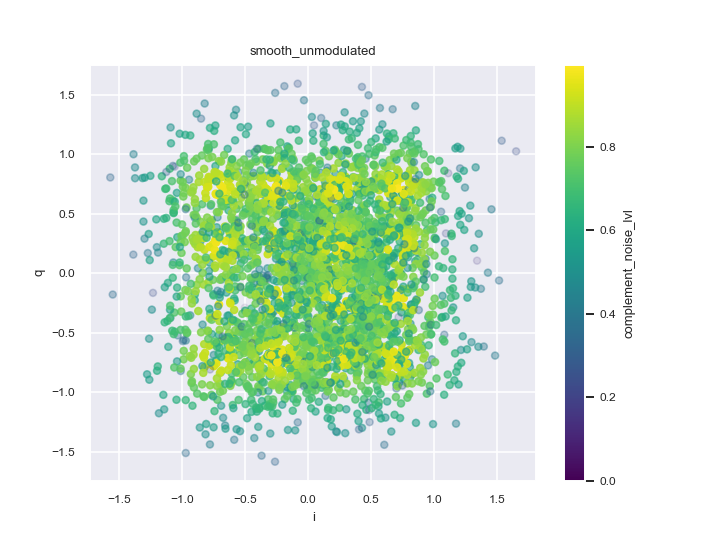 smooth_unmodulated
1.5
1.0
0.5
0.0
−0.5
−1.0
−1.5
q
−1.5 −1.0 −0.5 0.0 0.5 1.0 1.5
i
0.8
0.6
0.4
0.2
0.0
complement_noise_lvl